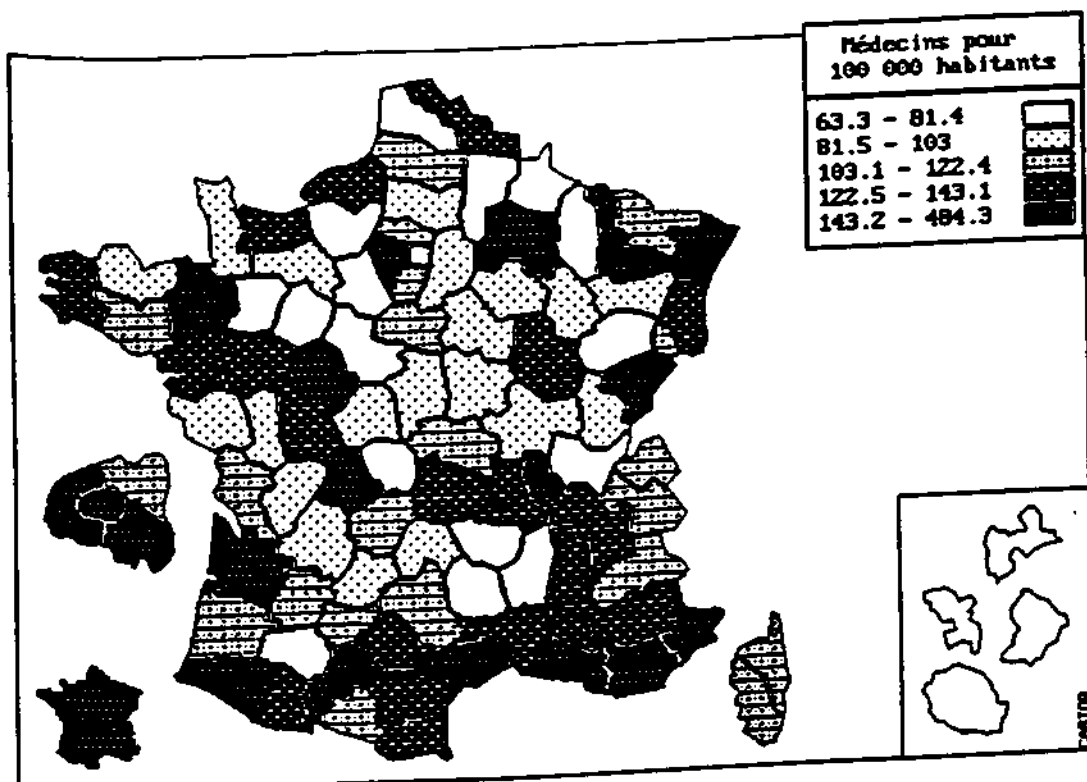 Médecins pour
100 000 habitants
63.3 - 81.4
81.5 - 103
103.1 - 122.4
122.5 - 143.1
143.2 - 484.3